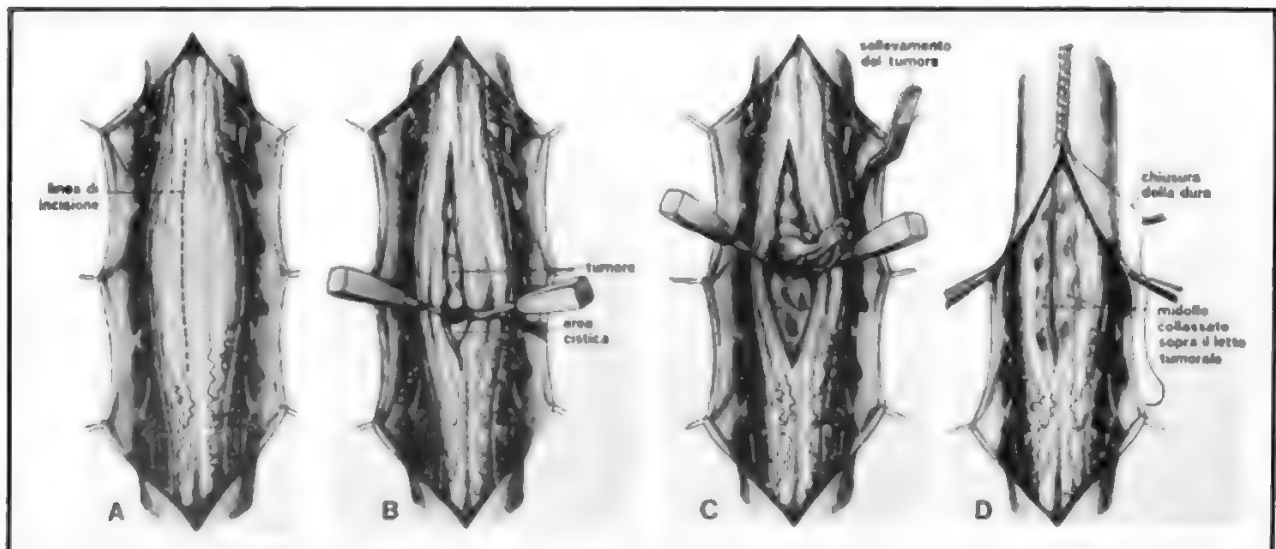 linea di
incisione
A
tumore
area
cistica
B
sollevamento
del tumore
C
chiusura
della dura
midollo
collassato
sopra il letto
tumorale
D